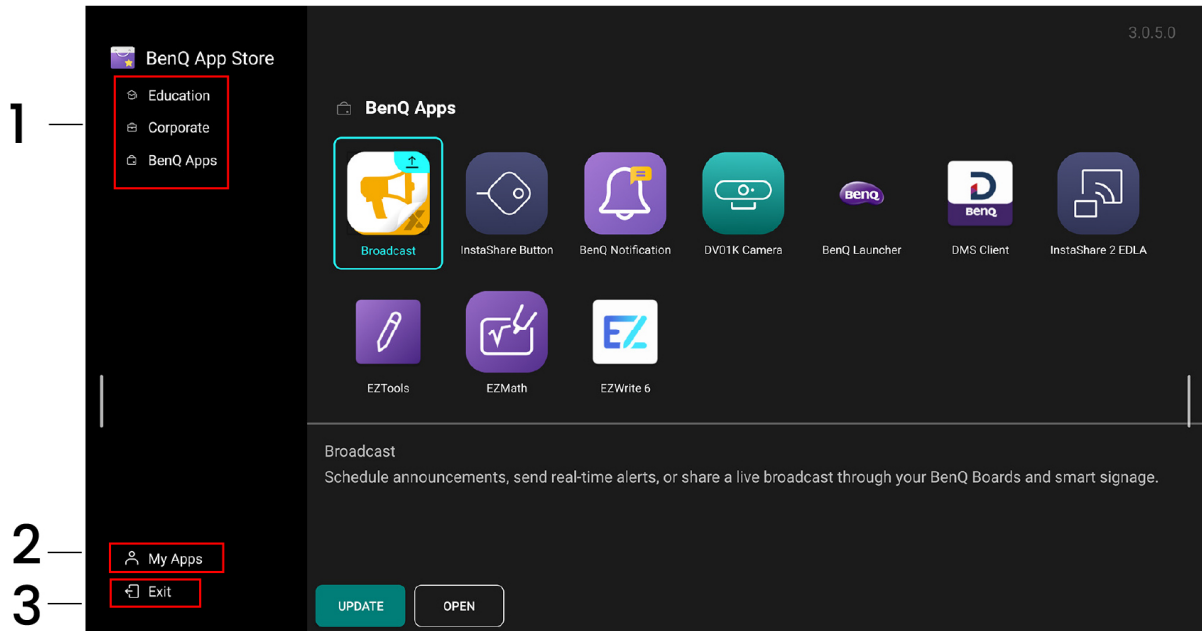 3.0.5.0
BenQ App Store
1
Education
Corporate
BenQ Apps
BenQ Apps
Broadcast
InstaShare Button
BenQ Notification
DV01K Camera
BenQ
BenQ Launcher
D
BenQ
DMS Client
InstaShare 2 EDLA
EZTools
EZMath
EZ
EZWrite 6
Broadcast
Schedule announcements, send real-time alerts, or share a live broadcast through your BenQ Boards and smart signage.
2
My Apps
3
Exit
UPDATE
OPEN